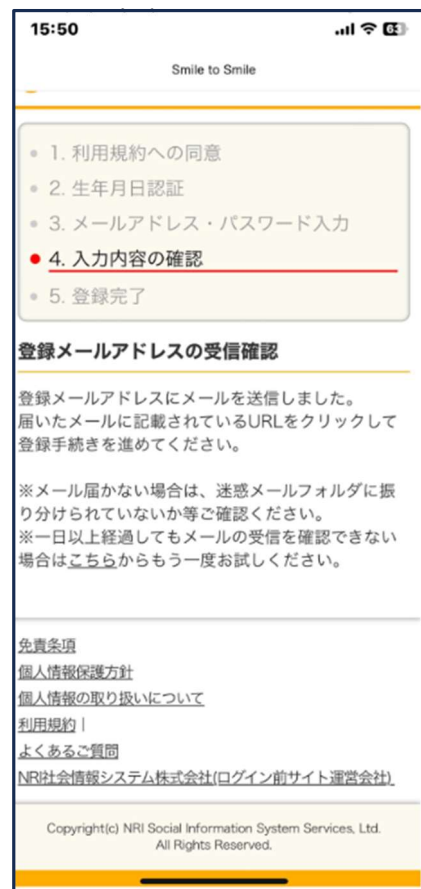 15:50
63
Smile to Smile
1. 利用規約への同意
2. 生年月日認証
3. メールアドレス・パスワード入力
4. 入力内容の確認
5. 登録完了
登録メールアドレスの受信確認
登録メールアドレスにメールを送信しました。
届いたメールに記載されているURLをクリックして
登録手続きを進めてください。
※メール届かない場合は、迷惑メールフォルダに振
り分けられていないか等ご確認ください。
※一日以上経過してもメールの受信を確認できない
場合はこちらからもう一度お試しください。
免責条項
個人情報保護方針
個人情報の取り扱いについて
利用規約 |
よくあるご質問
NRI社会情報システム株式会社(ログイン前サイト運営会社)
Copyright(c) NRI Social Information System Services, Ltd.
All Rights Reserved.